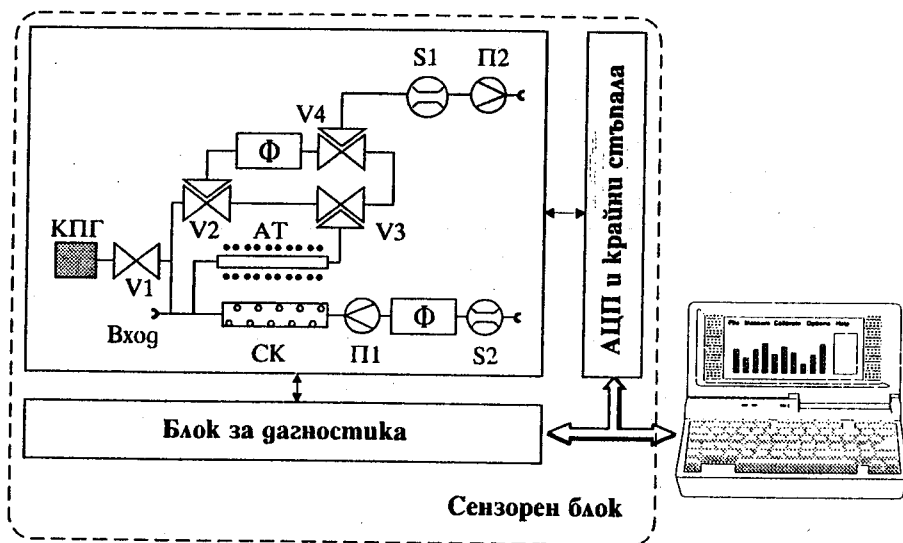 S1 П2
V4
Ф
V2
V3
КПГ
АТ
V1
Вход
СК
П1
Ф
S2
АЦП и крайни стъпала
Блок за дагностика
Сензорен блок
File Measure Calibrate Options Help